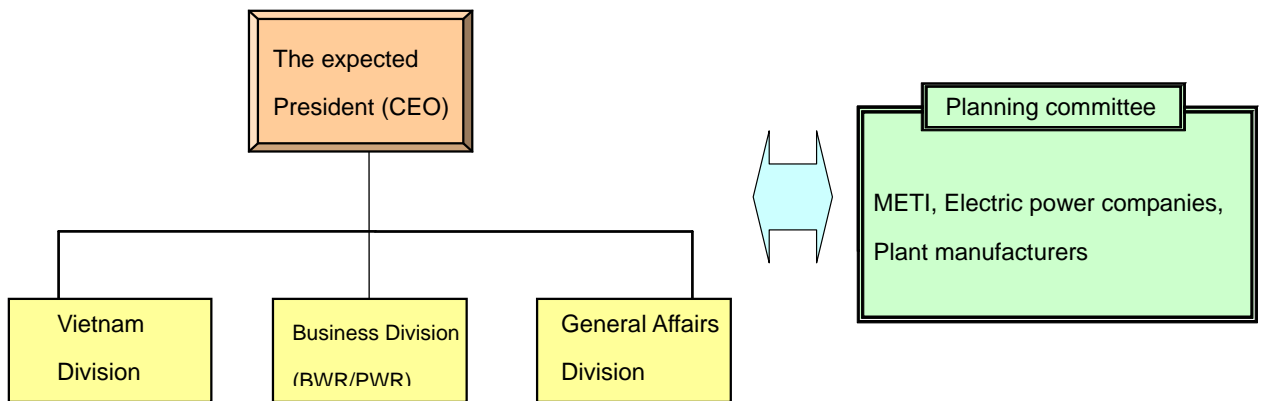 The expected
President (CEO)
Planning committee
METI, Electric power companies,
Plant manufacturers
Vietnam
Division
Business Division
(BWR/PWR)
General Affairs
Division